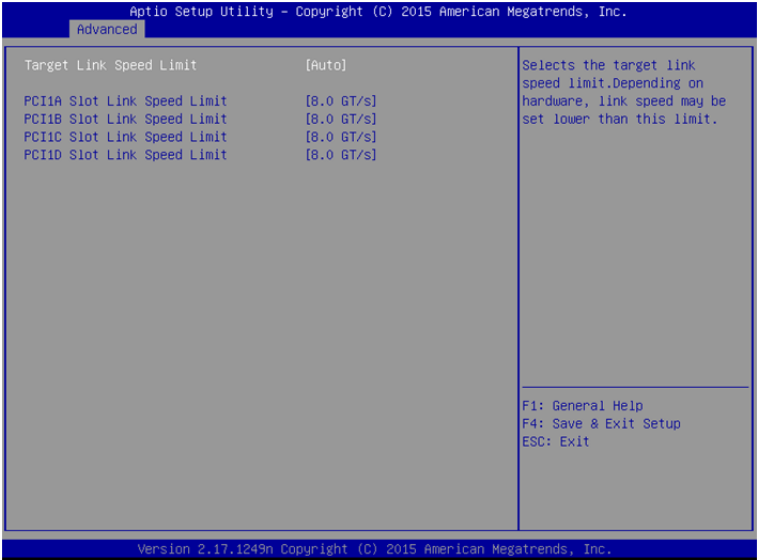 Aptio Setup Utility – Copyright (C) 2015 American Megatrends, Inc.
Advanced
Target Link Speed Limit [Auto]
PCI1A Slot Link Speed Limit [8.0 GT/s]
PCI1B Slot Link Speed Limit [8.0 GT/s]
PCI1C Slot Link Speed Limit [8.0 GT/s]
PCI1D Slot Link Speed Limit [8.0 GT/s]
Selects the target link
speed limit.Depending on
hardware, link speed may be
set lower than this limit.
F1: General Help
F4: Save & Exit Setup
ESC: Exit
Version 2.17.1249n Copyright (C) 2015 American Megatrends, Inc.